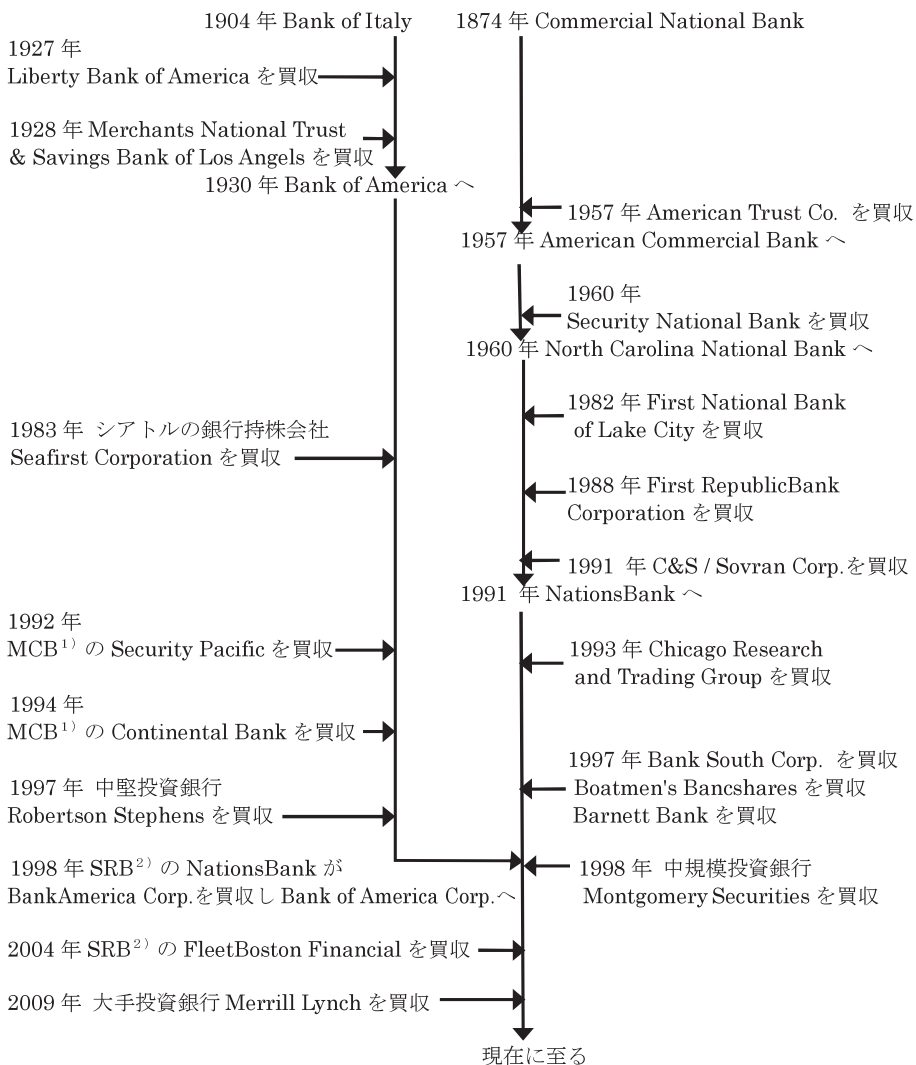 1904 年 Bank of Italy
1874 年 Commercial National Bank
1927 年
Liberty Bank of America を買収
1928 年 Merchants National Trust
& Savings Bank of Los Angels を買収
1930 年 Bank of America へ
1957 年 American Trust Co. を買収
1957 年 American Commercial Bank へ
1960 年
Security National Bank を買収
1960 年 North Carolina National Bank へ
1982 年 First National Bank
of Lake City を買収
1983 年 シアトルの銀行持株会社
Seafirst Corporation を買収
1988 年 First RepublicBank
Corporation を買収
1991 年 C&S / Sovran Corp.を買収
1991 年 NationsBank へ
1992 年
MCB1) の Security Pacific を買収
1993 年 Chicago Research
and Trading Group を買収
1994 年
MCB1) の Continental Bank を買収
1997 年 Bank South Corp. を買収
Boatmen's Bancshares を買収
Barnett Bank を買収
1997 年 中堅投資銀行
Robertson Stephens を買収
1998 年 SRB2) の NationsBank が
BankAmerica Corp.を買収し Bank of America Corp.へ
1998 年 中規模投資銀行
Montgomery Securities を買収
2004 年 SRB2) の FleetBoston Financial を買収
2009 年 大手投資銀行 Merrill Lynch を買収
現在に至る